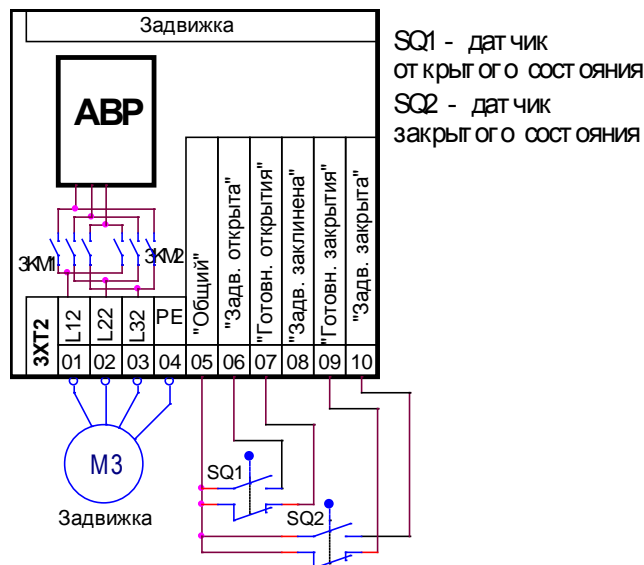 Задвижка
SQ1 - датчик
открытого состояния
SQ2 - датчик
закрытого состояния
АВР
3KM1
3KM2
3XT2
L12
L22
L32
PE
"Общий"
"Задв. открыта"
"Готовн. открытия"
"Задв. заклинена"
"Готовн. закрытия"
"Задв. закрыта"
01 02 03 04 05 06 07 08 09 10
М3
Задвижка
SQ1
SQ2